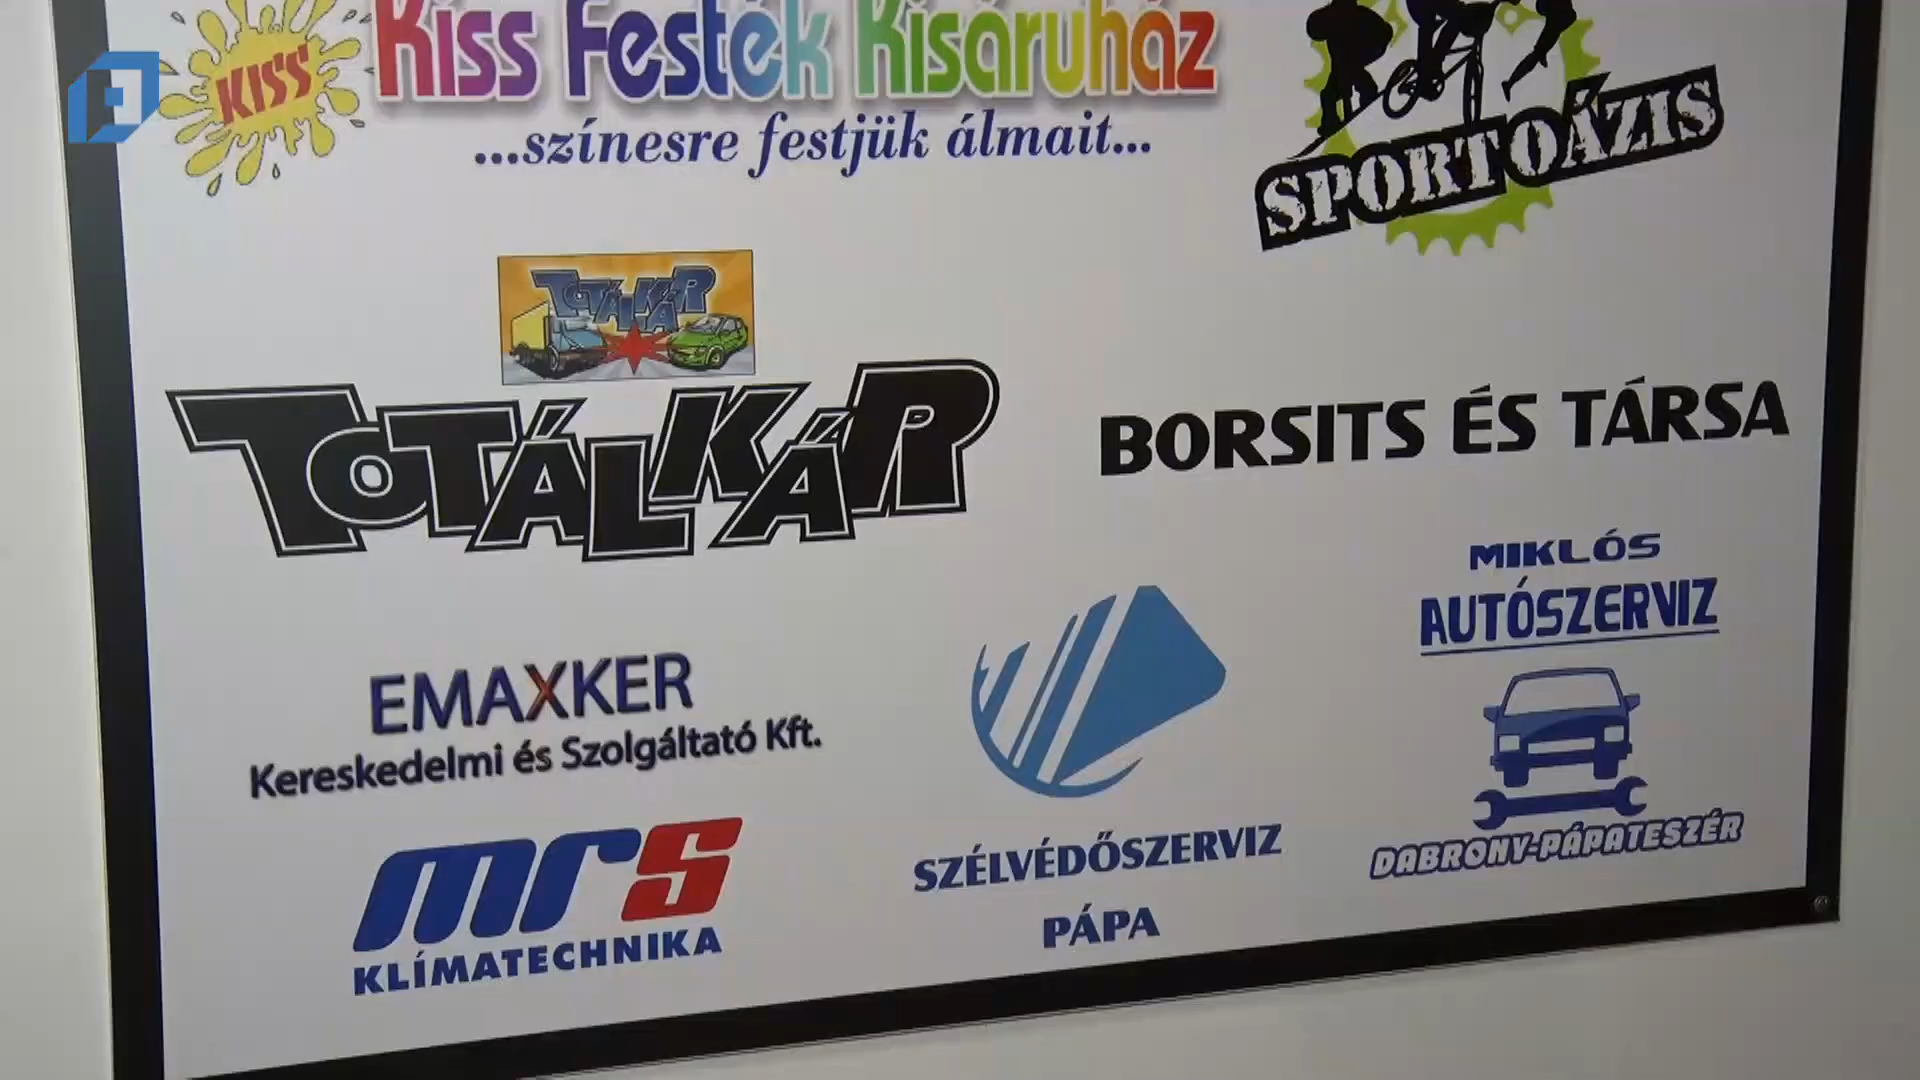 KISS
Kiss Festék Kisáruház
...színesre festjük álmait...
SPORTOÁZIS
TOTÁLKÁR
TOTÁLKÁR
BORSITS ÉS TÁRSA
MIKLÓS
AUTÓSZERVIZ
DABRONY-PÁPATESZÉR
EMAXKER
Kereskedelmi és Szolgáltató Kft.
mrs
KLÍMATECHNIKA
SZÉLVÉDŐSZERVIZ
PÁPA